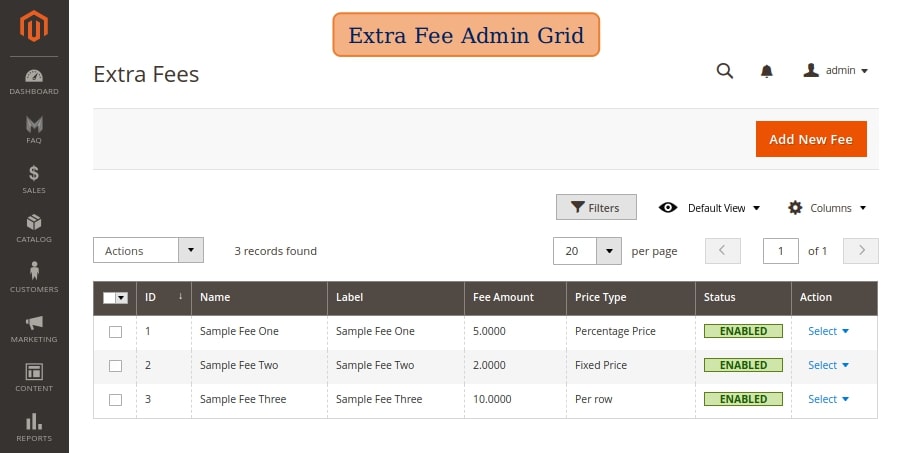 Extra Fee Admin Grid
Extra Fees
admin
DASHBOARD
FAQ
SALES
CATALOG
CUSTOMERS
MARKETING
CONTENT
REPORTS
Add New Fee
Filters Default View Columns
Actions 3 records found 20 per page 1 of 1
ID ↓ Name Label Fee Amount Price Type Status Action
1 Sample Fee One Sample Fee One 5.0000 Percentage Price ENABLED Select
2 Sample Fee Two Sample Fee Two 2.0000 Fixed Price ENABLED Select
3 Sample Fee Three Sample Fee Three 10.0000 Per row ENABLED Select